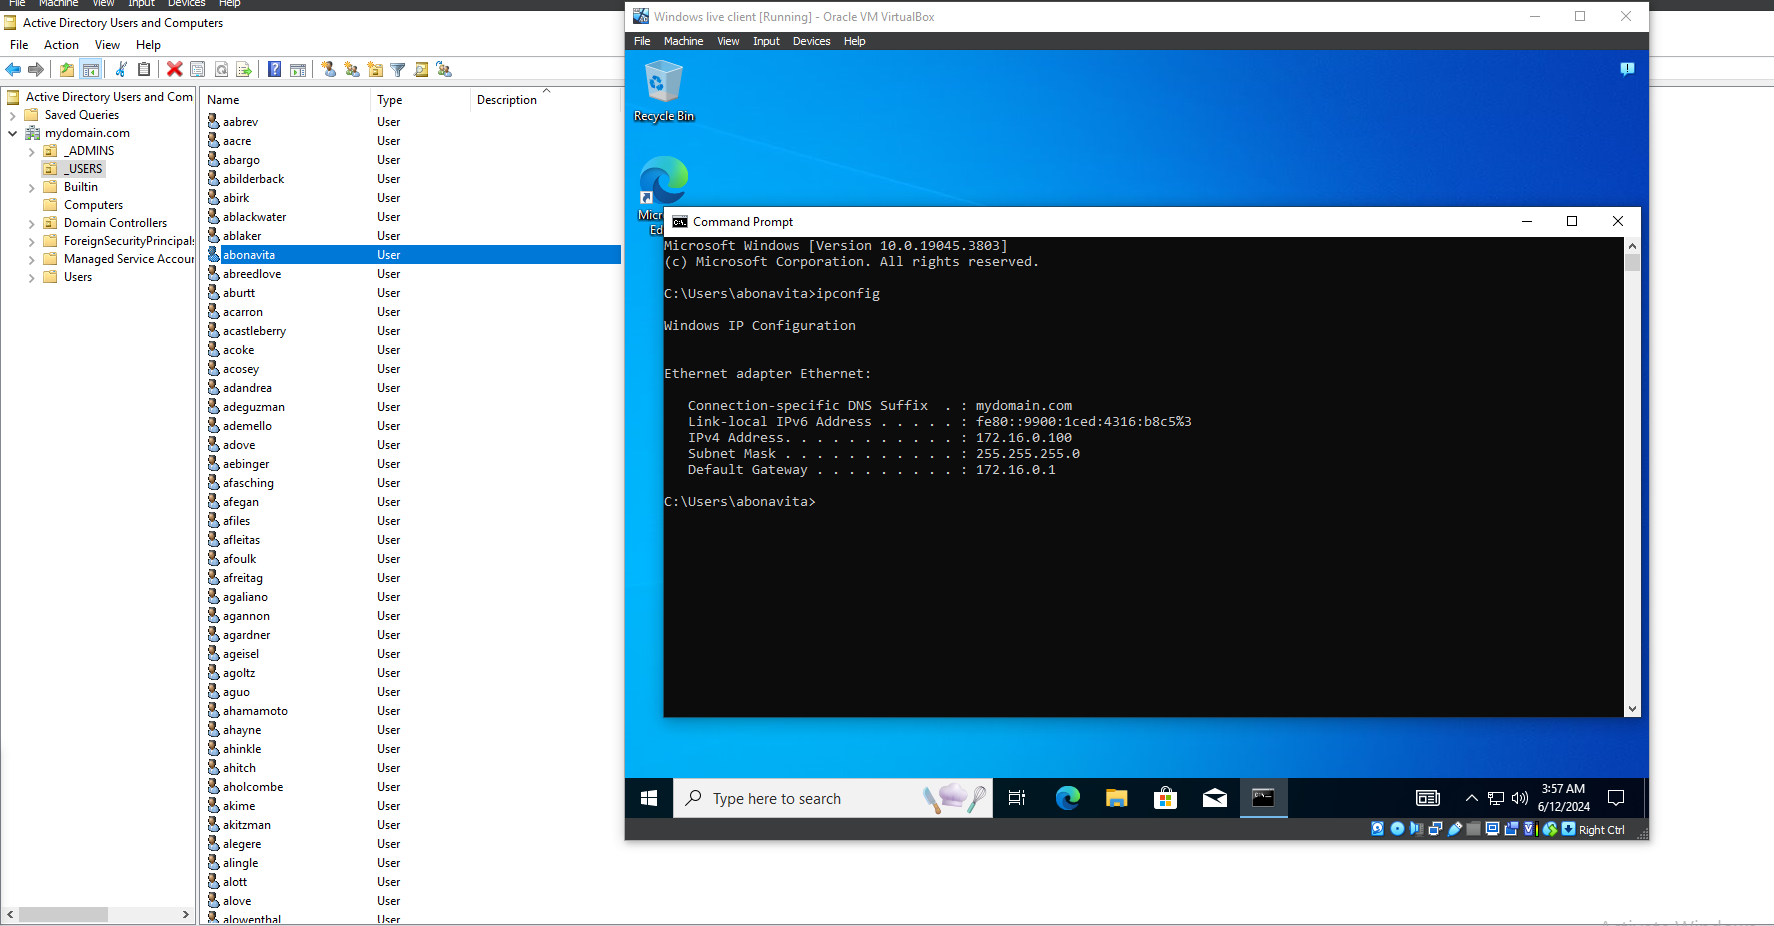 File Machine View Input Devices Help
Active Directory Users and Computers
File Action View Help
Active Directory Users and Com
Saved Queries
mydomain.com
_ADMINS
_USERS
Builtin
Computers
Domain Controllers
ForeignSecurityPrincipals
Managed Service Accour
Users
Name Type Description
aabrev User
aacre User
abargo User
abilderback User
abirk User
ablackwater User
ablaker User
abonavita User
abreedlove User
aburtt User
acarron User
acastleberry User
acoke User
acosey User
adandrea User
adeguzman User
ademello User
adove User
aebinger User
afasching User
afegan User
afiles User
afleitas User
afoulk User
afreitag User
agaliano User
agannon User
agardner User
ageisel User
agoltz User
aguo User
ahamamoto User
ahayne User
ahinkle User
ahitch User
aholcombe User
akime User
akitzman User
alegere User
alingle User
alott User
alove User
alowenthal User
Windows live client [Running] - Oracle VM VirtualBox
File Machine View Input Devices Help
Recycle Bin
Micro
Ed
Command Prompt
Microsoft Windows [Version 10.0.19045.3803]
(c) Microsoft Corporation. All rights reserved.
C:\Users\abonavita>ipconfig
Windows IP Configuration
Ethernet adapter Ethernet:
Connection-specific DNS Suffix . : mydomain.com
Link-local IPv6 Address . . . . . : fe80::9900:1ced:4316:b8c5%3
IPv4 Address. . . . . . . . . . . : 172.16.0.100
Subnet Mask . . . . . . . . . . . : 255.255.255.0
Default Gateway . . . . . . . . . : 172.16.0.1
C:\Users\abonavita>
Type here to search
3:57 AM
6/12/2024
Right Ctrl